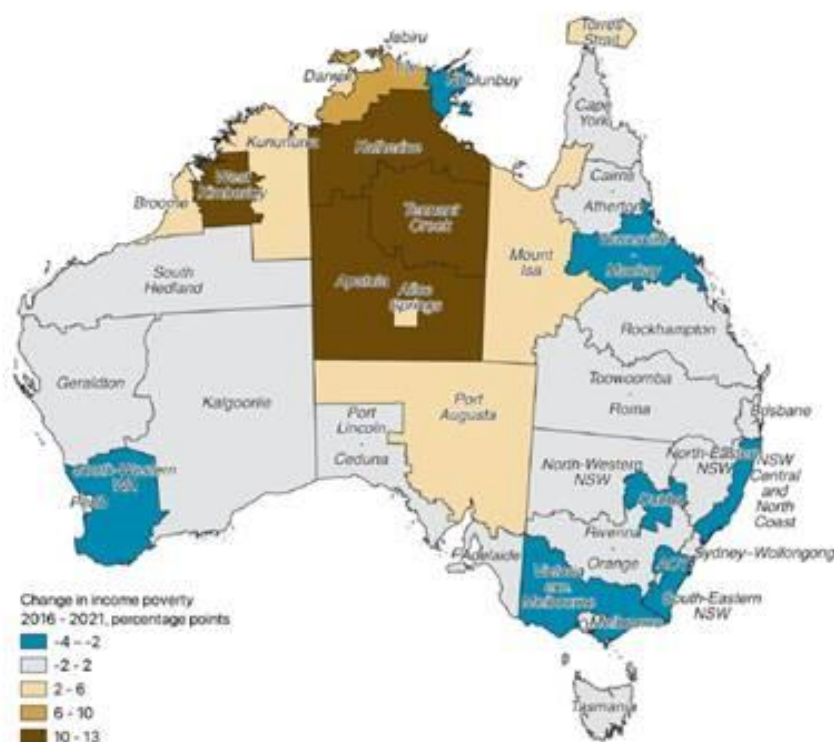 Jabiru
Torres
Strait
Darwin
Nhulunbuy
Cape
York
Kununurra
Katherine
West
Kimberley
Cairns
-
Atherton
Broome
Tennant
Creek
Townsville
-
Mackay
Mount
Isa
South
Hedland
Apatula
Alice
Springs
Rockhampton
Geraldton
Kalgoorlie
Toowoomba
-
Roma
Port
Augusta
Port
Lincoln
-
Ceduna
Brisbane
South-Western
WA
North-Western
NSW
North-Eastern
NSW
NSW
Central
and
North
Coast
Perth
Dubbo
Riverina
-
Orange
Adelaide
Sydney-Wollongong
ACT
Victoria
exc.
Melbourne
South-Eastern
NSW
Melbourne
Change in income poverty
2016 - 2021, percentage points
-4 - -2
-2 - 2
2 - 6
6 - 10
10 - 13
Tasmania